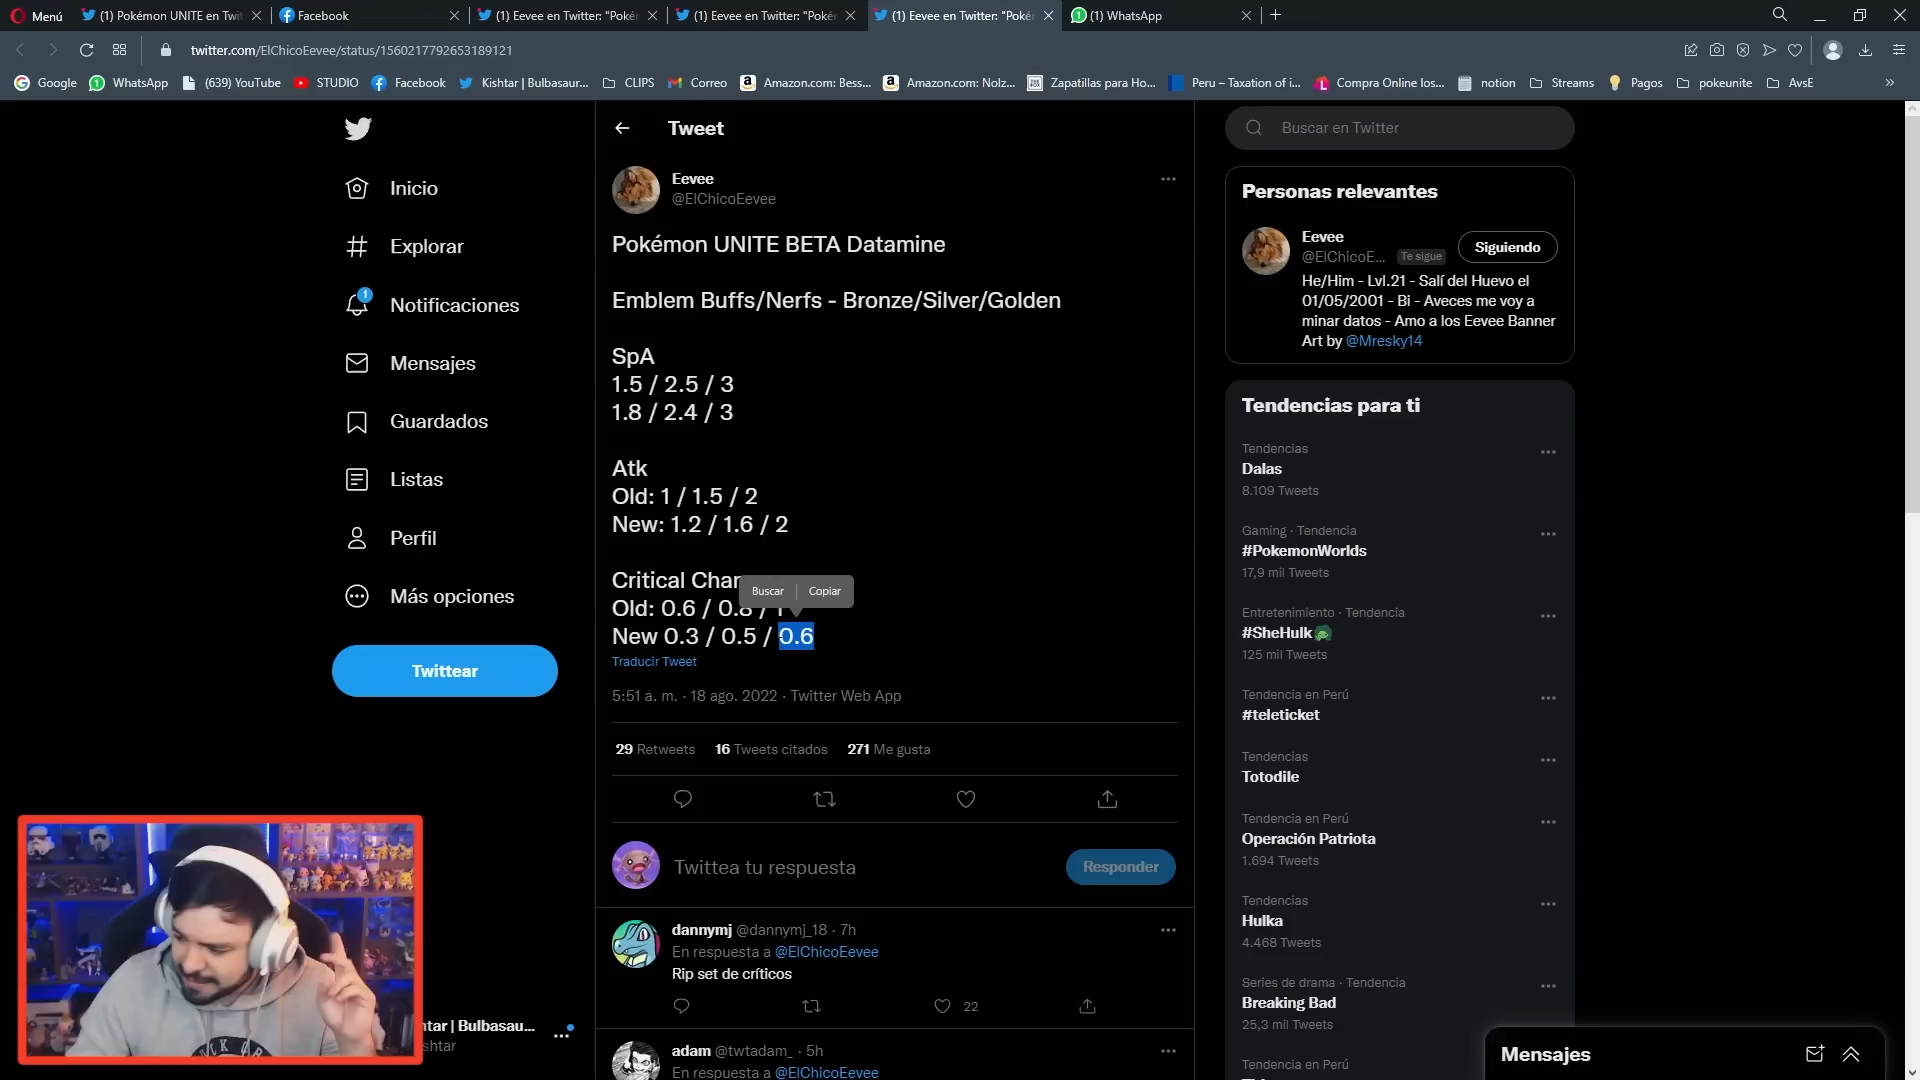 Menú
(1) Pokémon UNITE en Twit
Facebook
(1) Eevee en Twitter: "Poké
(1) Eevee en Twitter: "Poké
(1) Eevee en Twitter: "Poké
(1) WhatsApp
twitter.com/ElChicoEevee/status/1560217792653189121
Google
WhatsApp
(639) YouTube
STUDIO
Facebook
Kishtar | Bulbasaur...
CLIPS
Correo
Amazon.com: Bess...
Amazon.com: Nolz...
Zapatillas para Ho...
Peru – Taxation of i...
Compra Online los...
notion
Streams
Pagos
pokeunite
AvsE
Inicio
Explorar
1
Notificaciones
Mensajes
Guardados
Listas
Perfil
Más opciones
Twittear
Tweet
Eevee
@ElChicoEevee
Pokémon UNITE BETA Datamine
Emblem Buffs/Nerfs - Bronze/Silver/Golden
SpA
1.5 / 2.5 / 3
1.8 / 2.4 / 3
Atk
Old: 1 / 1.5 / 2
New: 1.2 / 1.6 / 2
Critical Chan
Buscar
Copiar
Old: 0.6 / 0.8 / 1
New 0.3 / 0.5 / 0.6
Traducir Tweet
5:51 a. m. · 18 ago. 2022 · Twitter Web App
29 Retweets 16 Tweets citados 271 Me gusta
Twittea tu respuesta
Responder
dannymj @dannymj_18 · 7h
En respuesta a @ElChicoEevee
Rip set de críticos
22
adam @twtadam_ · 5h
En respuesta a @ElChicoEevee
Buscar en Twitter
Personas relevantes
Eevee
@ElChicoE... Te sigue
Siguiendo
He/Him - Lvl.21 - Salí del Huevo el
01/05/2001 - Bi - Aveces me voy a
minar datos - Amo a los Eevee Banner
Art by @Mresky14
Tendencias para ti
Tendencias
Dalas
8.109 Tweets
Gaming · Tendencia
#PokemonWorlds
17,9 mil Tweets
Entretenimiento · Tendencia
#SheHulk
125 mil Tweets
Tendencia en Perú
#teleticket
Tendencias
Totodile
Tendencia en Perú
Operación Patriota
1.694 Tweets
Tendencias
Hulka
4.468 Tweets
Series de drama · Tendencia
Breaking Bad
25,3 mil Tweets
Tendencia en Perú
Mensajes
htar | Bulbasau...
shtar